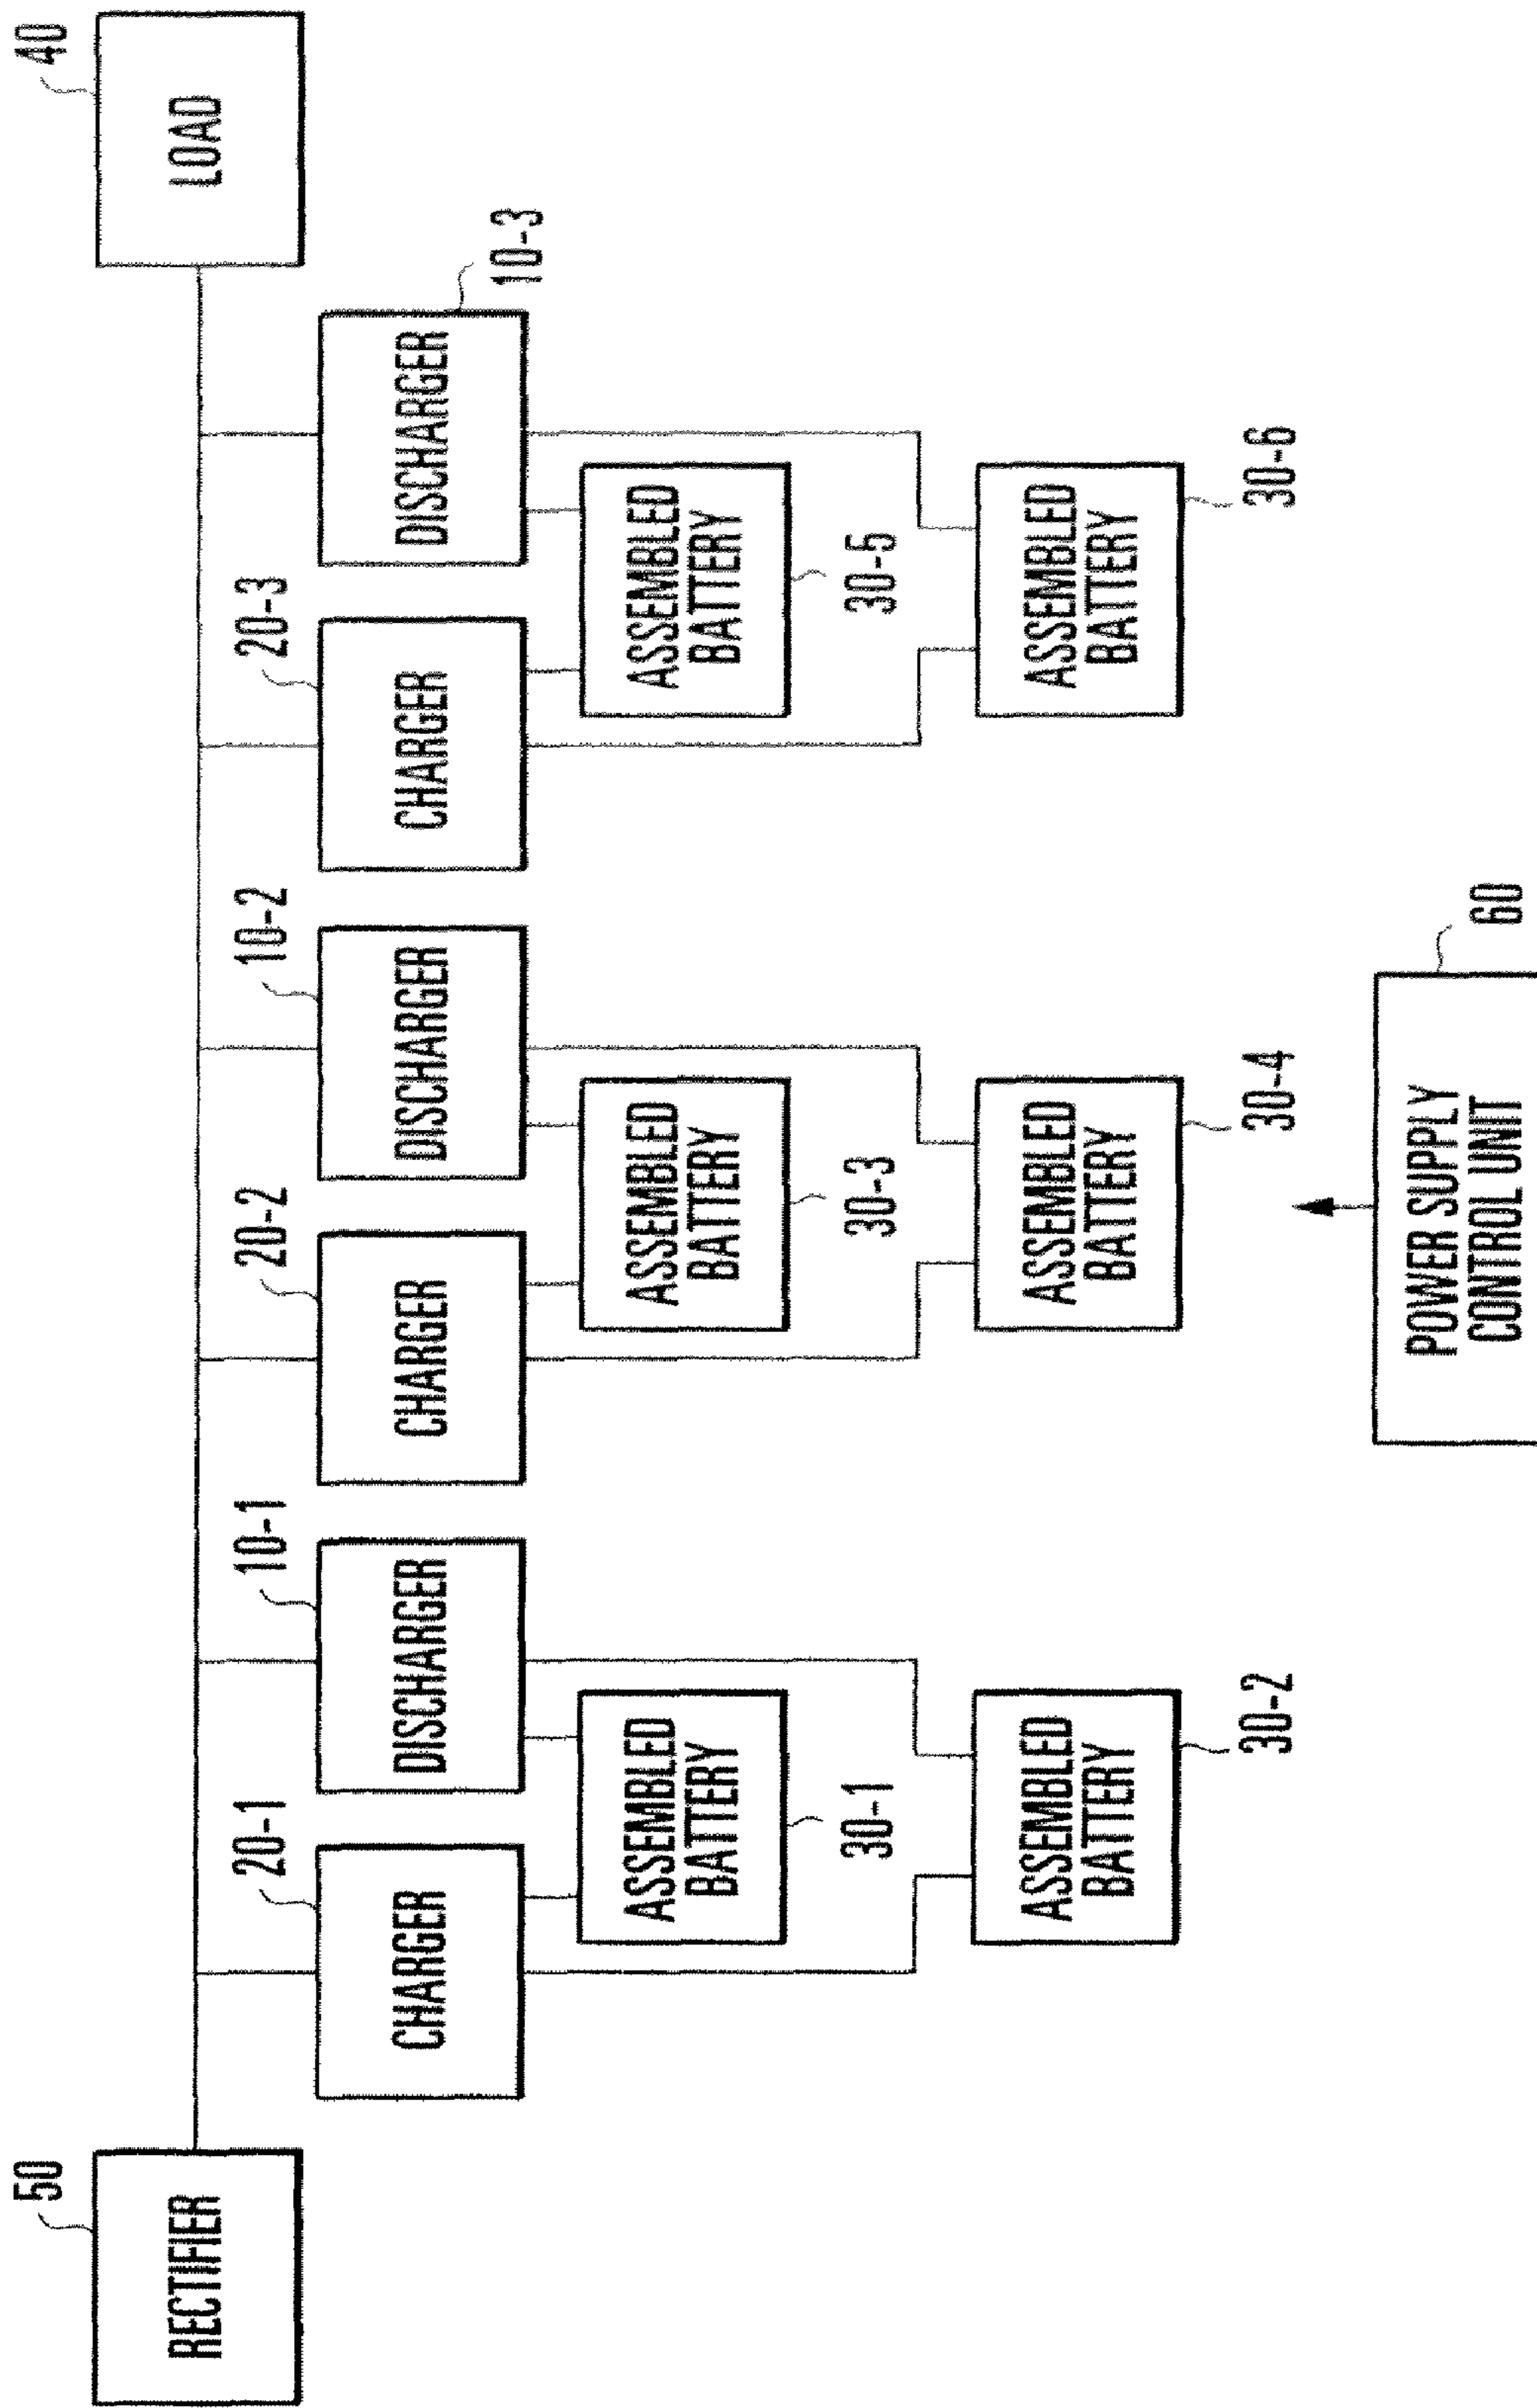 50
RECTIFIER
40
LOAD
20-1
CHARGER
10-1
DISCHARGER
20-2
CHARGER
10-2
DISCHARGER
20-3
CHARGER
DISCHARGER
10-3
ASSEMBLED
BATTERY
30-1
ASSEMBLED
BATTERY
30-3
ASSEMBLED
BATTERY
30-5
ASSEMBLED
BATTERY
30-2
ASSEMBLED
BATTERY
30-4
ASSEMBLED
BATTERY
30-6
POWER SUPPLY
CONTROL UNIT
60